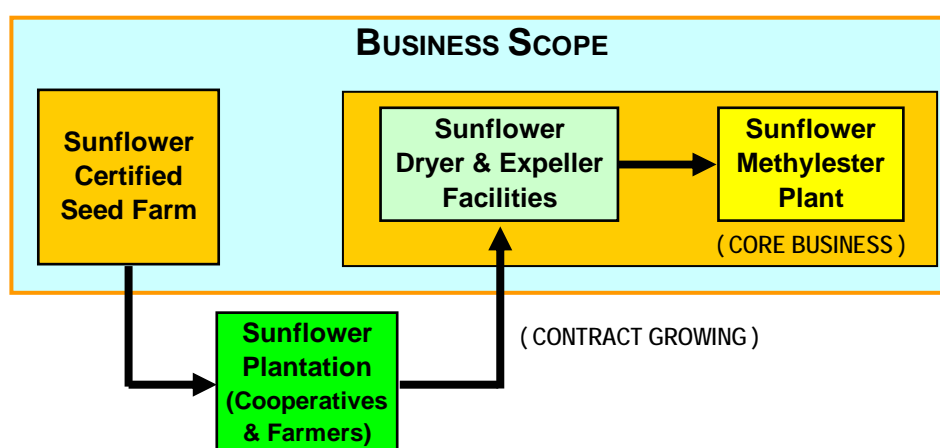 BUSINESS SCOPE
Sunflower
Certified
Seed Farm
Sunflower
Dryer & Expeller
Facilities
Sunflower
Methylester
Plant
( CORE BUSINESS )
Sunflower
Plantation
(Cooperatives
& Farmers)
( CONTRACT GROWING )